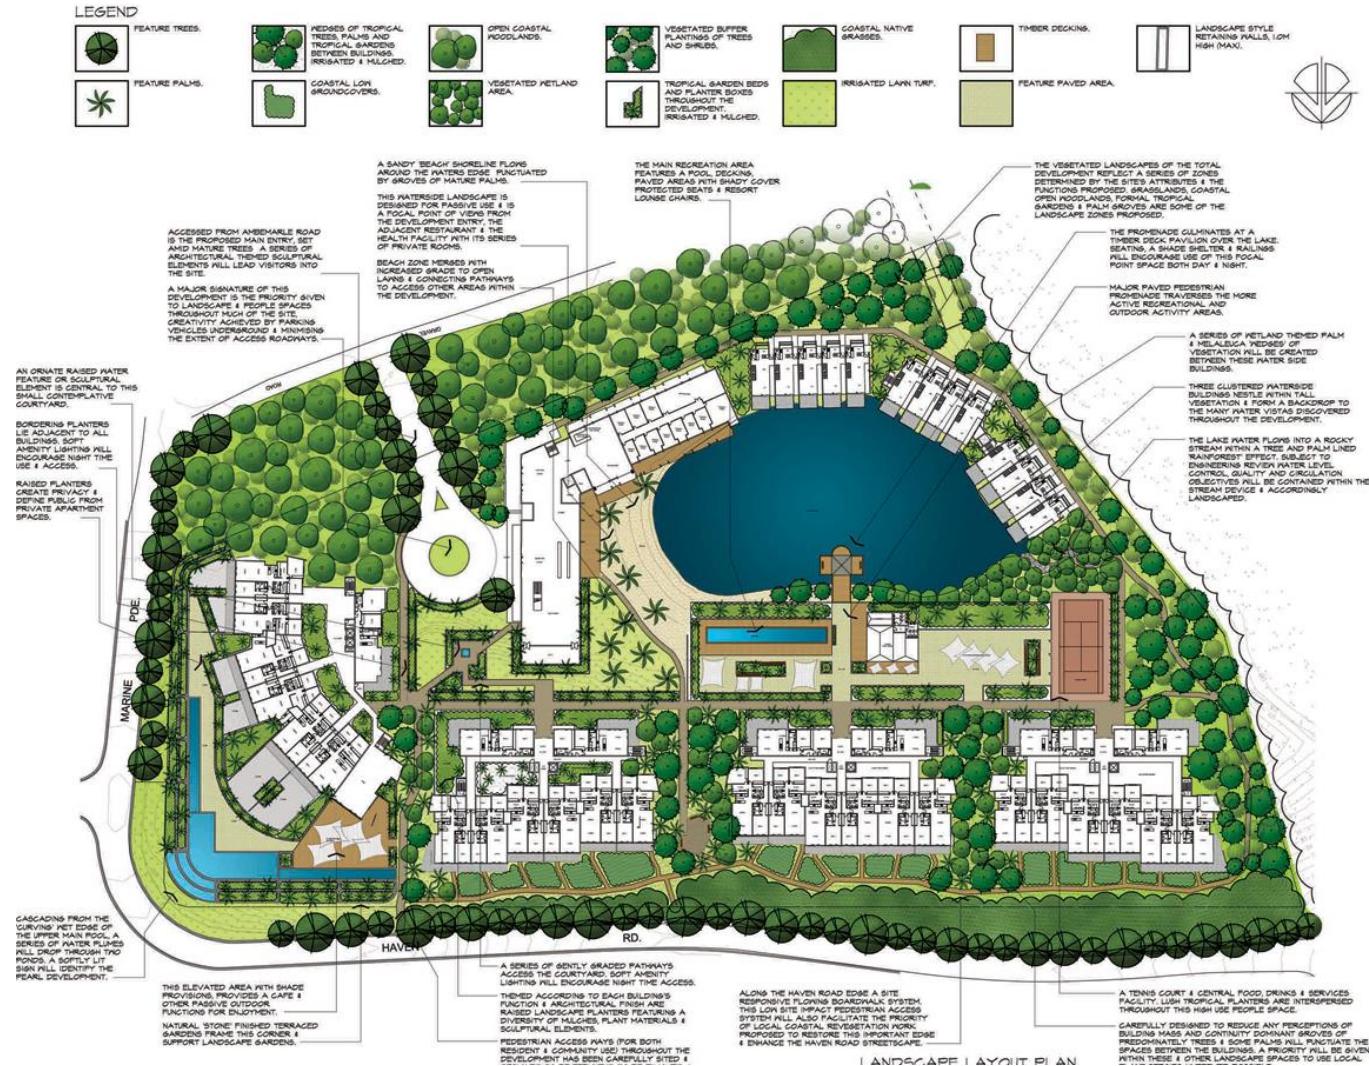 LEGEND
FEATURE TREES.
WEDGES OF TROPICAL
TREES, PALMS AND
TROPICAL GARDENS
BETWEEN BUILDINGS.
IRRIGATED & MULCHED.
OPEN COASTAL
WOODLANDS.
VEGETATED BUFFER
PLANTINGS OF TREES
AND SHRUBS.
COASTAL NATIVE
GRASSES.
TIMBER DECKING.
LANDSCAPE STYLE
RETAINING WALLS, 1.0M
HIGH (MAX).
FEATURE PALMS.
COASTAL LOW
GROUNDCOVERS.
VEGETATED WETLAND
AREA.
TROPICAL GARDEN BEDS
AND PLANTER BOXES
THROUGHOUT THE
DEVELOPMENT.
IRRIGATED & MULCHED.
IRRIGATED LAWN TURF.
FEATURE PAVED AREA.
A SANDY 'BEACH' SHORELINE FLOWS
AROUND THE WATERS EDGE PUNCTUATED
BY GROVES OF MATURE PALMS.
THIS WATERSIDE LANDSCAPE IS
DESIGNED FOR PASSIVE USE & IS
A FOCAL POINT OF VIEWS FROM
THE DEVELOPMENT ENTRY, THE
ADJACENT RESTAURANT & THE
HEALTH FACILITY WITH ITS SERIES
OF PRIVATE ROOMS.
BEACH ZONE MERGES WITH
INCREASED GRADE TO OPEN
LAWNS & CONNECTING PATHWAYS
TO ACCESS OTHER AREAS WITHIN
THE DEVELOPMENT.
THE MAIN RECREATION AREA
FEATURES A POOL, DECKING,
PAVED AREAS WITH SHADY COVER
PROTECTED SEATS & RESORT
LOUNGE CHAIRS.
THE VEGETATED LANDSCAPES OF THE TOTAL
DEVELOPMENT REFLECT A SERIES OF ZONES
DETERMINED BY THE SITE'S ATTRIBUTES & THE
FUNCTIONS PROPOSED. GRASSLANDS, COASTAL
OPEN WOODLANDS, FORMAL TROPICAL
GARDENS & PALM GROVES ARE SOME OF THE
LANDSCAPE ZONES PROPOSED.
THE PROMENADE CULMINATES AT A
TIMBER DECK PAVILION OVER THE LAKE.
SEATING, A SHADE SHELTER & RAILINGS
WILL ENCOURAGE USE OF THIS FOCAL
POINT SPACE BOTH DAY & NIGHT.
MAJOR PAVED PEDESTRIAN
PROMENADE TRAVERSES THE MORE
ACTIVE RECREATIONAL AND
OUTDOOR ACTIVITY AREAS.
A SERIES OF WETLAND THEMED PALM
& MELALEUCA 'WEDGES' OF
VEGETATION WILL BE CREATED
BETWEEN THESE WATER SIDE
BUILDINGS.
THREE CLUSTERED WATERSIDE
BUILDINGS NESTLE WITHIN TALL
VEGETATION & FORM A BACKDROP TO
THE MANY WATER VISTAS DISCOVERED
THROUGHOUT THE DEVELOPMENT.
THE LAKE WATER FLOWS INTO A ROCKY
STREAM WITHIN A TREE AND PALM LINED
'RAINFOREST' EFFECT. SUBJECT TO
ENGINEERING REVIEW WATER LEVEL
CONTROL, QUALITY AND CIRCULATION
OBJECTIVES WILL BE CONTAINED WITHIN THE
STREAM DEVICE & ACCORDINGLY
LANDSCAPED.
ACCESSED FROM AMBEMARLE ROAD
IS THE PROPOSED MAIN ENTRY, SET
AMID MATURE TREES A SERIES OF
ARCHITECTURAL THEMED SCULPTURAL
ELEMENTS WILL LEAD VISITORS INTO
THE SITE.
A MAJOR SIGNATURE OF THIS
DEVELOPMENT IS THE PRIORITY GIVEN
TO LANDSCAPE & PEOPLE SPACES
THROUGHOUT MUCH OF THE SITE,
CREATIVITY ACHIEVED BY PARKING
VEHICLES UNDERGROUND & MINIMISING
THE EXTENT OF ACCESS ROADWAYS.
AN ORNATE RAISED WATER
FEATURE OR SCULPTURAL
ELEMENT IS CENTRAL TO THIS
SMALL CONTEMPLATIVE
COURTYARD.
BORDERING PLANTERS
LIE ADJACENT TO ALL
BUILDINGS. SOFT
AMENITY LIGHTING WILL
ENCOURAGE NIGHT TIME
USE & ACCESS.
RAISED PLANTERS
CREATE PRIVACY &
DEFINE PUBLIC FROM
PRIVATE APARTMENT
SPACES.
GRAVEL
ROAD
MARINE PDE.
HAVEN RD.
CASCADING FROM THE
'CURVING' WET EDGE OF
THE UPPER MAIN POOL, A
SERIES OF WATER PLUMES
WILL DROP THROUGH TWO
PONDS. A SOFTLY LIT
SIGN WILL IDENTIFY THE
PEARL DEVELOPMENT.
THIS ELEVATED AREA WITH SHADE
PROVISIONS, PROVIDES A CAFE &
OTHER PASSIVE OUTDOOR
FUNCTIONS FOR ENJOYMENT.
NATURAL 'STONE' FINISHED TERRACED
GARDENS FRAME THIS CORNER &
SUPPORT LANDSCAPE GARDENS.
A SERIES OF GENTLY GRADED PATHWAYS
ACCESS THE COURTYARD. SOFT AMENITY
LIGHTING WILL ENCOURAGE NIGHT TIME ACCESS.
THEMED ACCORDING TO EACH BUILDING'S
FUNCTION & ARCHITECTURAL FINISH ARE
RAISED LANDSCAPE PLANTERS FEATURING A
DIVERSITY OF MULCHES, PLANT MATERIALS &
SCULPTURAL ELEMENTS.
PEDESTRIAN ACCESS WAYS (FOR BOTH
RESIDENT & COMMUNITY USE) THROUGHOUT THE
DEVELOPMENT HAS BEEN CAREFULLY SITED &
ALONG THE HAVEN ROAD EDGE A SITE
RESPONSIVE FLOWING BOARDWALK SYSTEM.
THIS LOW SITE IMPACT PEDESTRIAN ACCESS
SYSTEM WILL ALSO FACILITATE THE PRIORITY
OF LOCAL COASTAL REVEGETATION WORK
PROPOSED TO RESTORE THIS IMPORTANT EDGE
& ENHANCE THE HAVEN ROAD STREETSCAPE.
A TENNIS COURT & CENTRAL FOOD, DRINKS & SERVICES
FACILITY. LUSH TROPICAL PLANTERS ARE INTERSPERSED
THROUGHOUT THIS HIGH USE PEOPLE SPACE.
CAREFULLY DESIGNED TO REDUCE ANY PERCEPTIONS OF
BUILDING MASS AND CONTINUITY DOMINANT GROVES OF
PREDOMINATELY TREES & SOME PALMS WILL PUNCTUATE THE
SPACES BETWEEN THE BUILDINGS. A PRIORITY WILL BE GIVEN
WITHIN THESE & OTHER LANDSCAPE SPACES TO USE LOCAL
LANDSCAPE LAYOUT PLAN